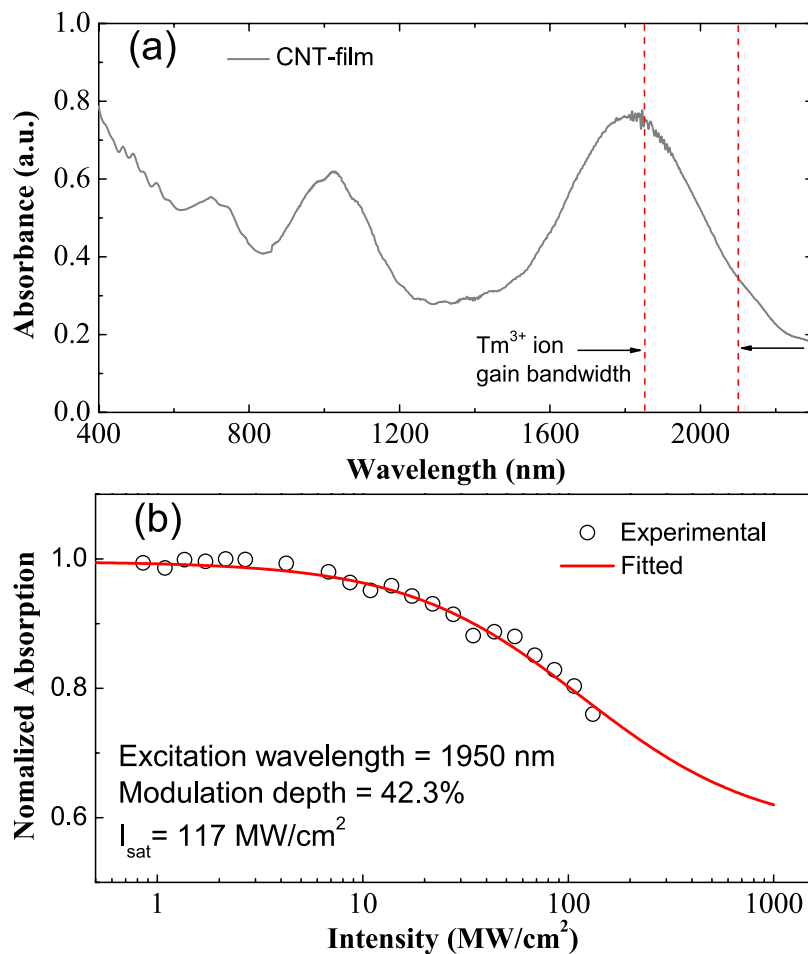 (a)
CNT-film
1.0
0.8
0.6
0.4
0.2
0.0
Absorbance (a.u.)
Tm³⁺ ion
gain bandwidth
400 800 1200 1600 2000
Wavelength (nm)
(b)
Experimental
Fitted
1.0
0.8
0.6
Nomalized Absorption
Excitation wavelength = 1950 nm
Modulation depth = 42.3%
I_sat= 117 MW/cm²
1 10 100 1000
Intensity (MW/cm²)